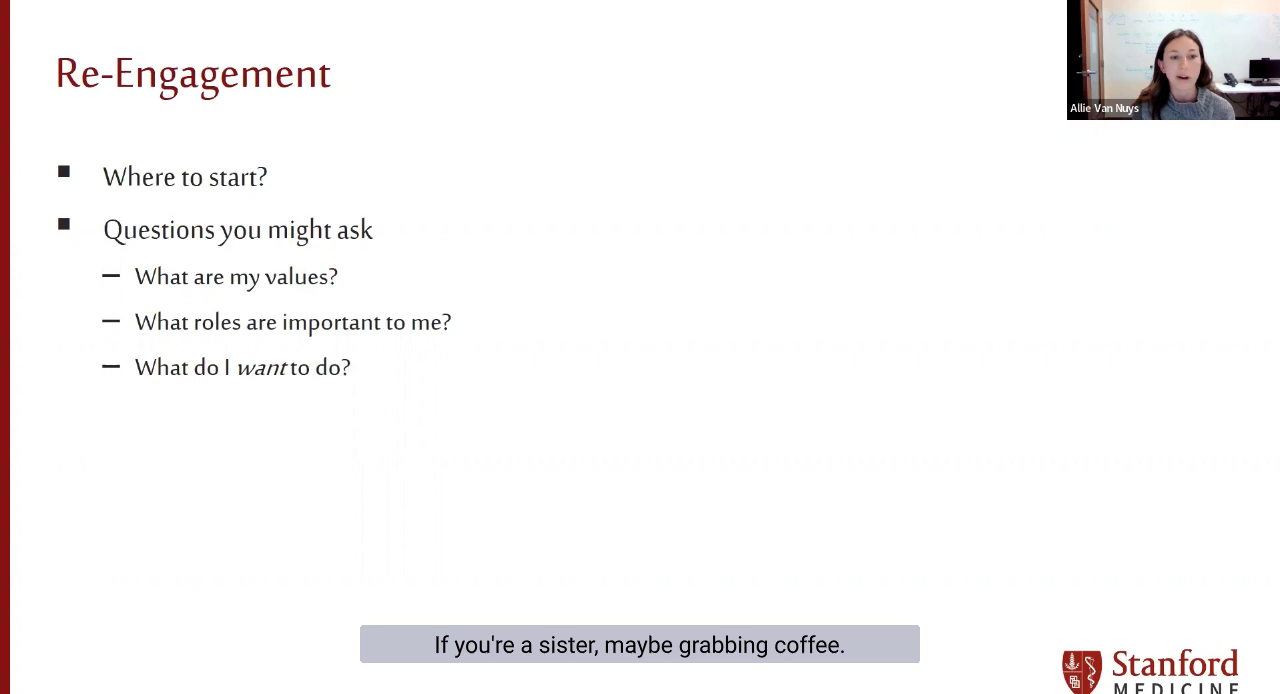 Re-Engagement
Allie Van Nuys
Where to start?
Questions you might ask
What are my values?
What roles are important to me?
What do I want to do?
If you're a sister, maybe grabbing coffee.
Stanford
MEDICINE